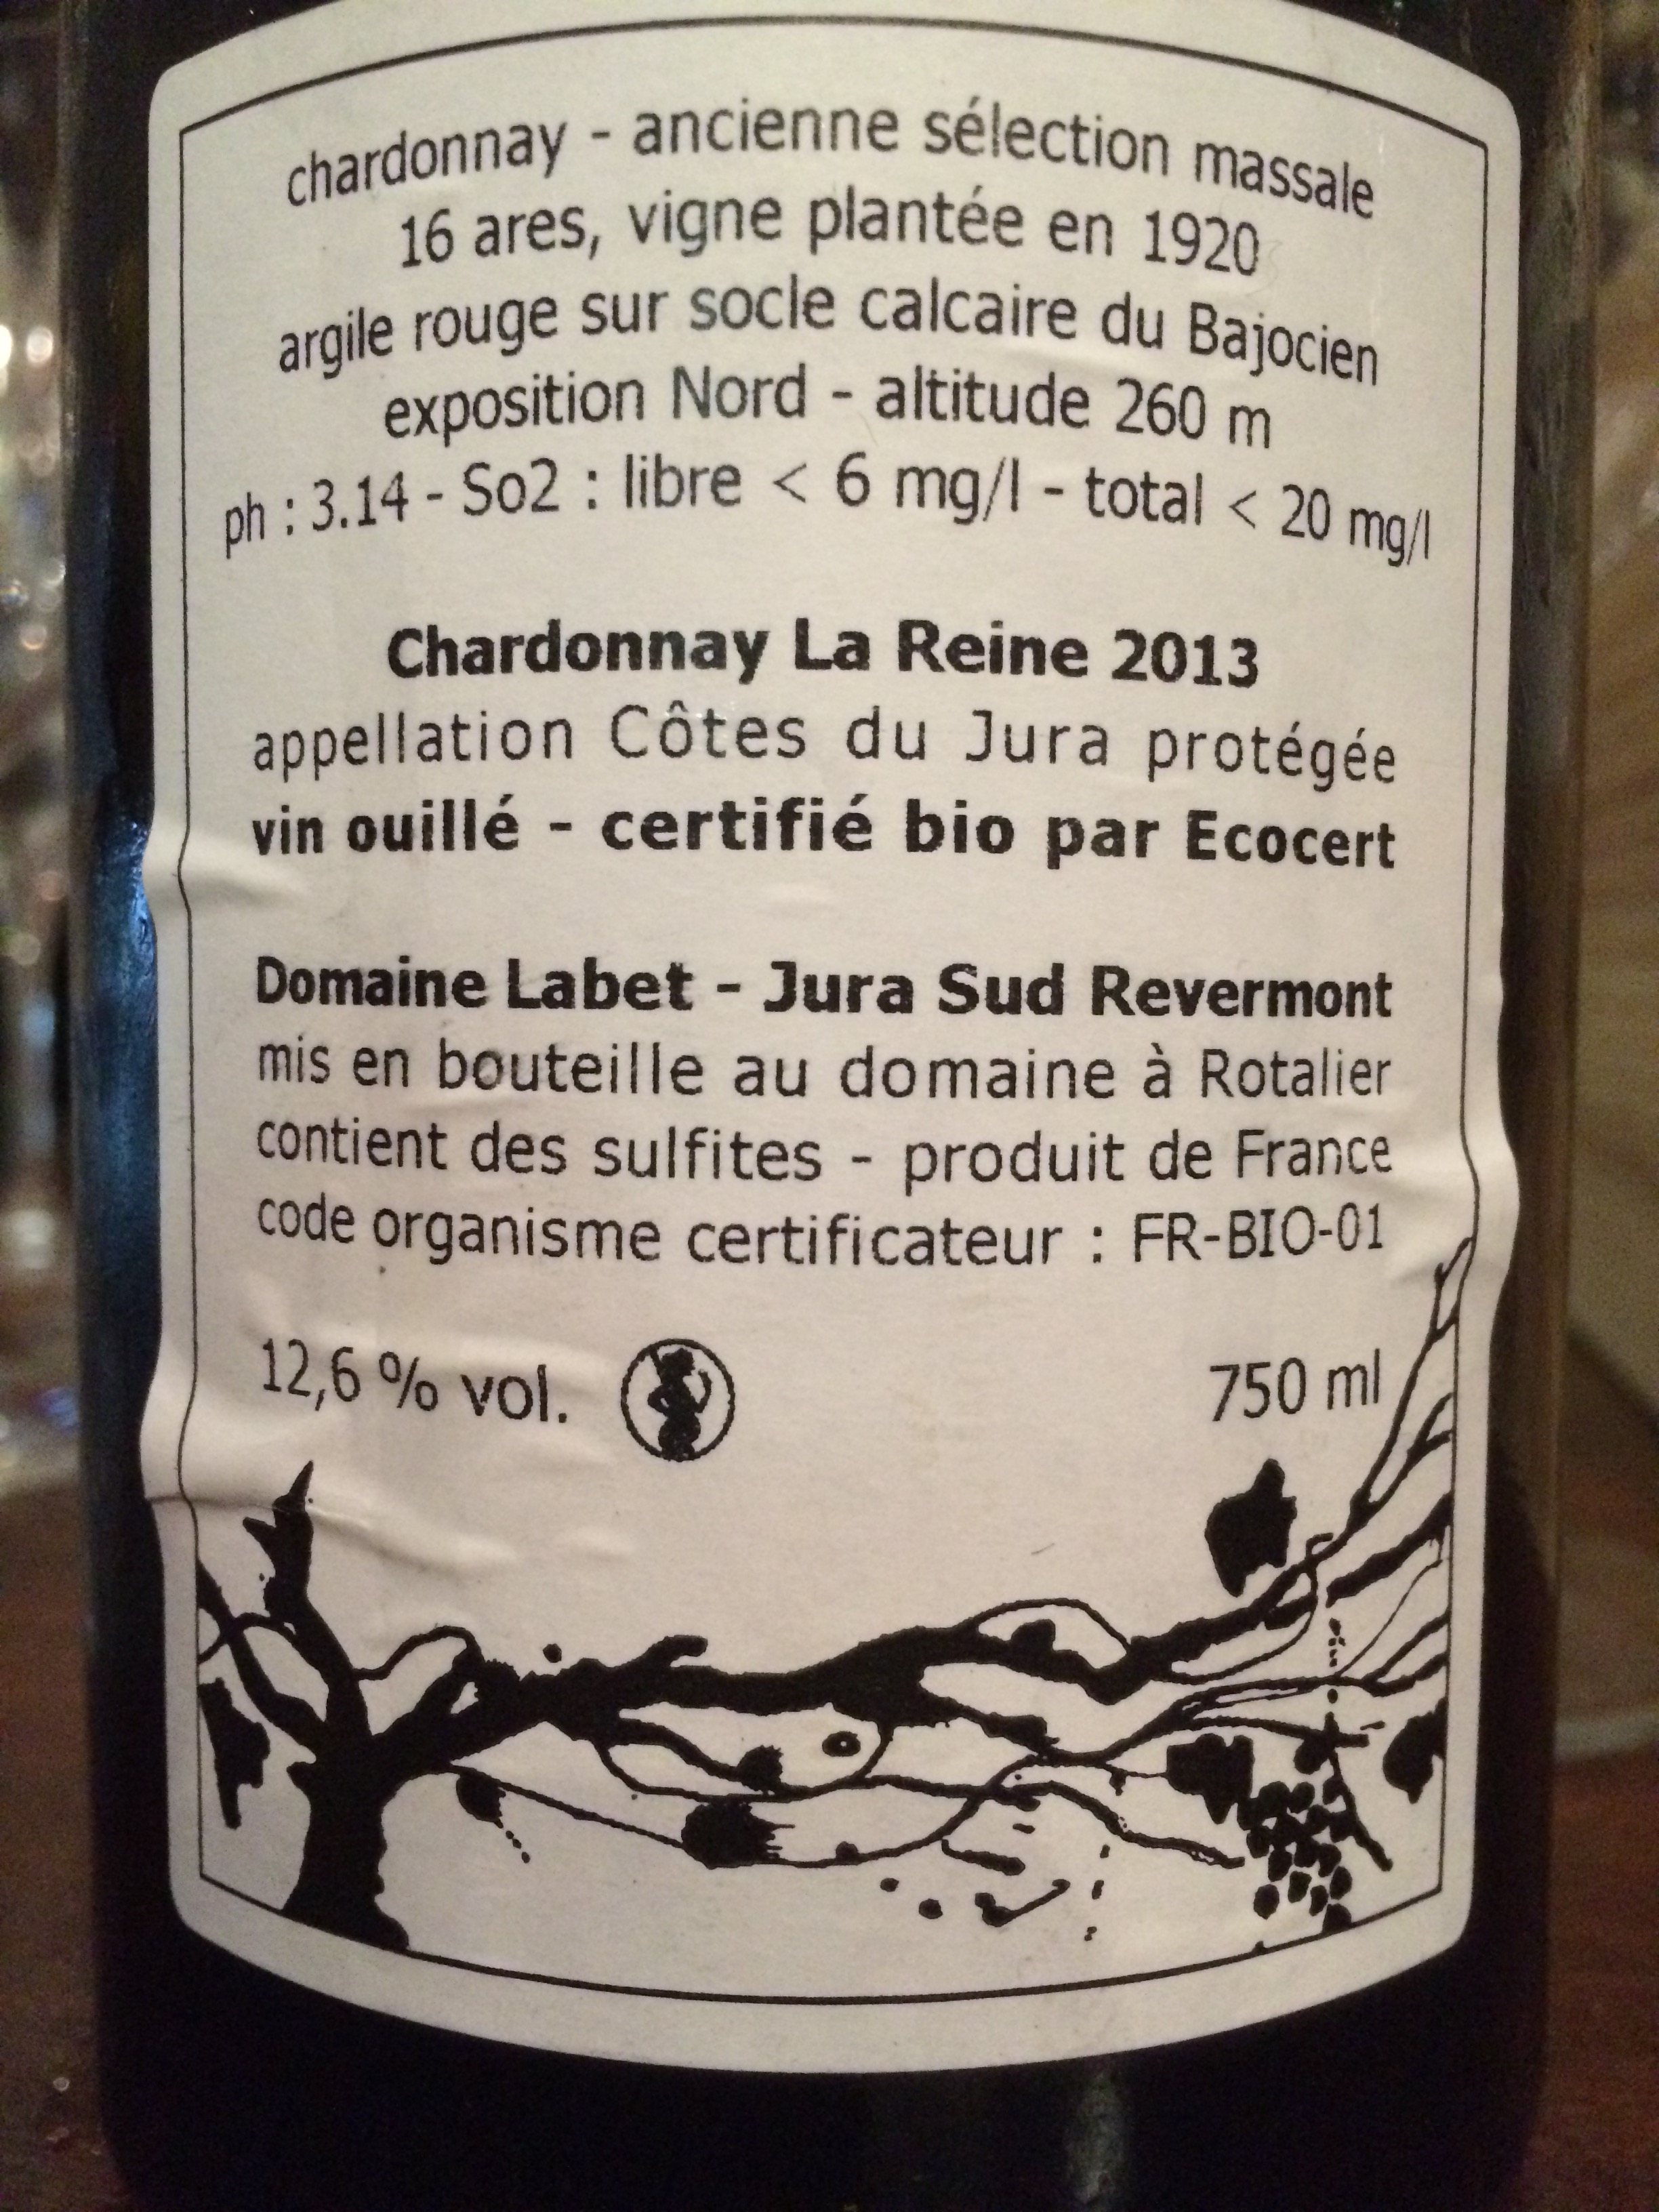 chardonnay - ancienne sélection massale
16 ares, vigne plantée en 1920
argile rouge sur socle calcaire du Bajocien
exposition Nord - altitude 260 m
ph : 3.14 - So2 : libre < 6 mg/l - total < 20 mg/l
Chardonnay La Reine 2013
appellation Côtes du Jura protégée
vin ouillé - certifié bio par Ecocert
Domaine Labet - Jura Sud Revermont
mis en bouteille au domaine à Rotalier
contient des sulfites - produit de France
code organisme certificateur : FR-BIO-01
12,6 % vol. 750 ml